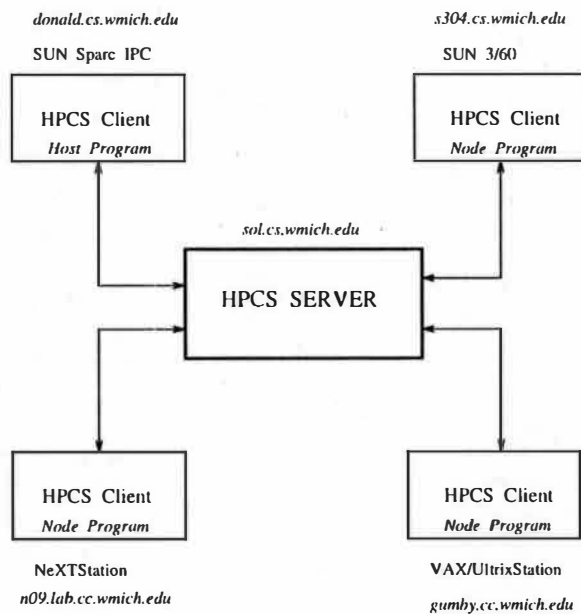 donald.cs.wmich.edu
SUN Sparc IPC
HPCS Client
Host Program
s304.cs.wmich.edu
SUN 3/60
HPCS Client
Node Program
sol.cs.wmich.edu
HPCS SERVER
HPCS Client
Node Program
NeXTStation
n09.lab.cc.wmich.edu
HPCS Client
Node Program
VAX/UltrixStation
gumby.cc.wmich.edu